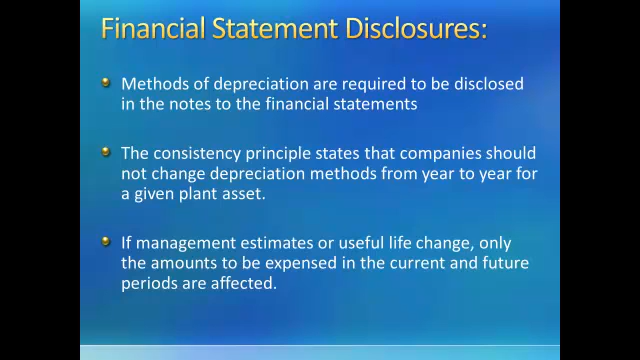 Financial Statement Disclosures:
Methods of depreciation are required to be disclosed
in the notes to the financial statements
The consistency principle states that companies should
not change depreciation methods from year to year for
a given plant asset.
If management estimates or useful life change, only
the amounts to be expensed in the current and future
periods are affected.